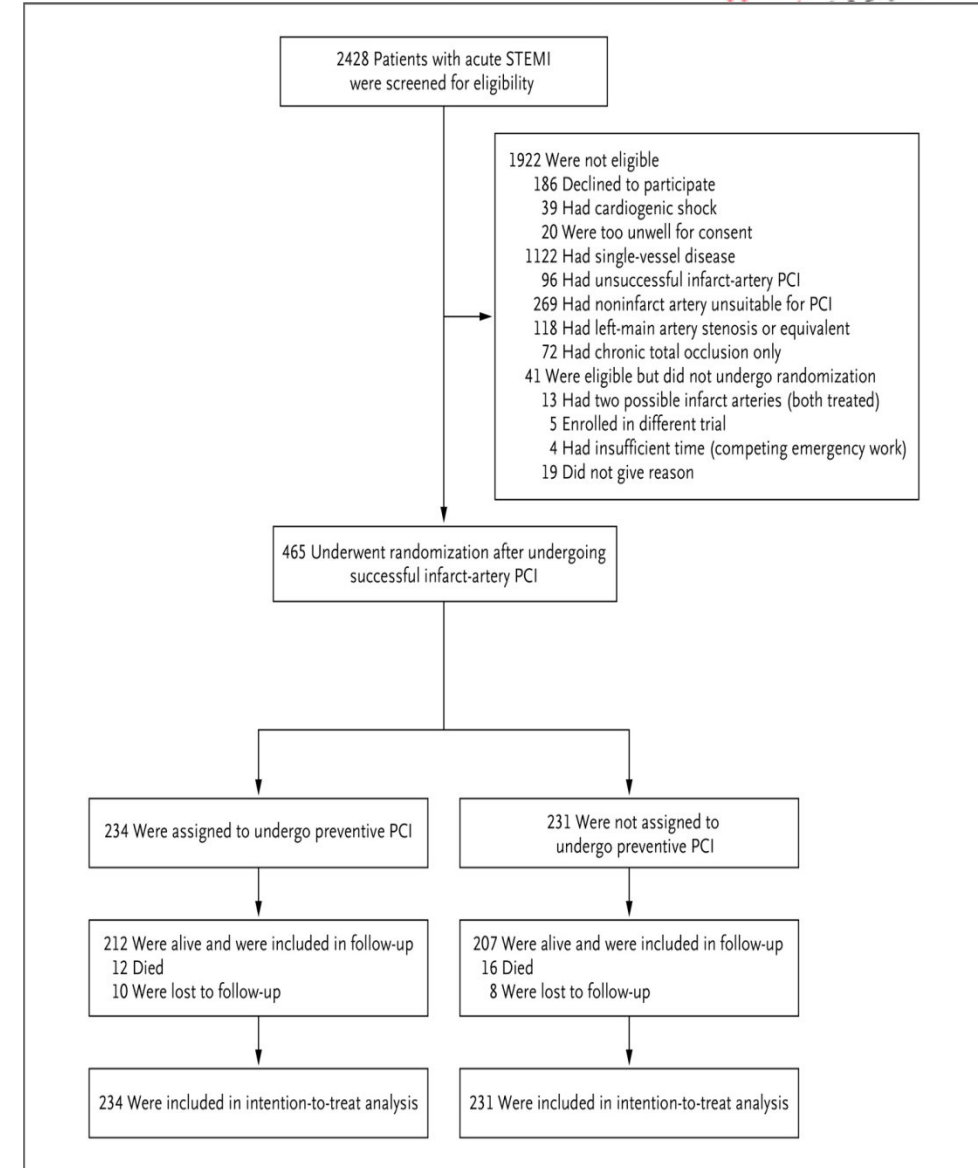 2428 Patients with acute STEMI
were screened for eligibility
1922 Were not eligible
186 Declined to participate
39 Had cardiogenic shock
20 Were too unwell for consent
1122 Had single-vessel disease
96 Had unsuccessful infarct-artery PCI
269 Had noninfarct artery unsuitable for PCI
118 Had left-main artery stenosis or equivalent
72 Had chronic total occlusion only
41 Were eligible but did not undergo randomization
13 Had two possible infarct arteries (both treated)
5 Enrolled in different trial
4 Had insufficient time (competing emergency work)
19 Did not give reason
465 Underwent randomization after undergoing
successful infarct-artery PCI
234 Were assigned to undergo preventive PCI
231 Were not assigned to
undergo preventive PCI
212 Were alive and were included in follow-up
12 Died
10 Were lost to follow-up
207 Were alive and were included in follow-up
16 Died
8 Were lost to follow-up
234 Were included in intention-to-treat analysis
231 Were included in intention-to-treat analysis